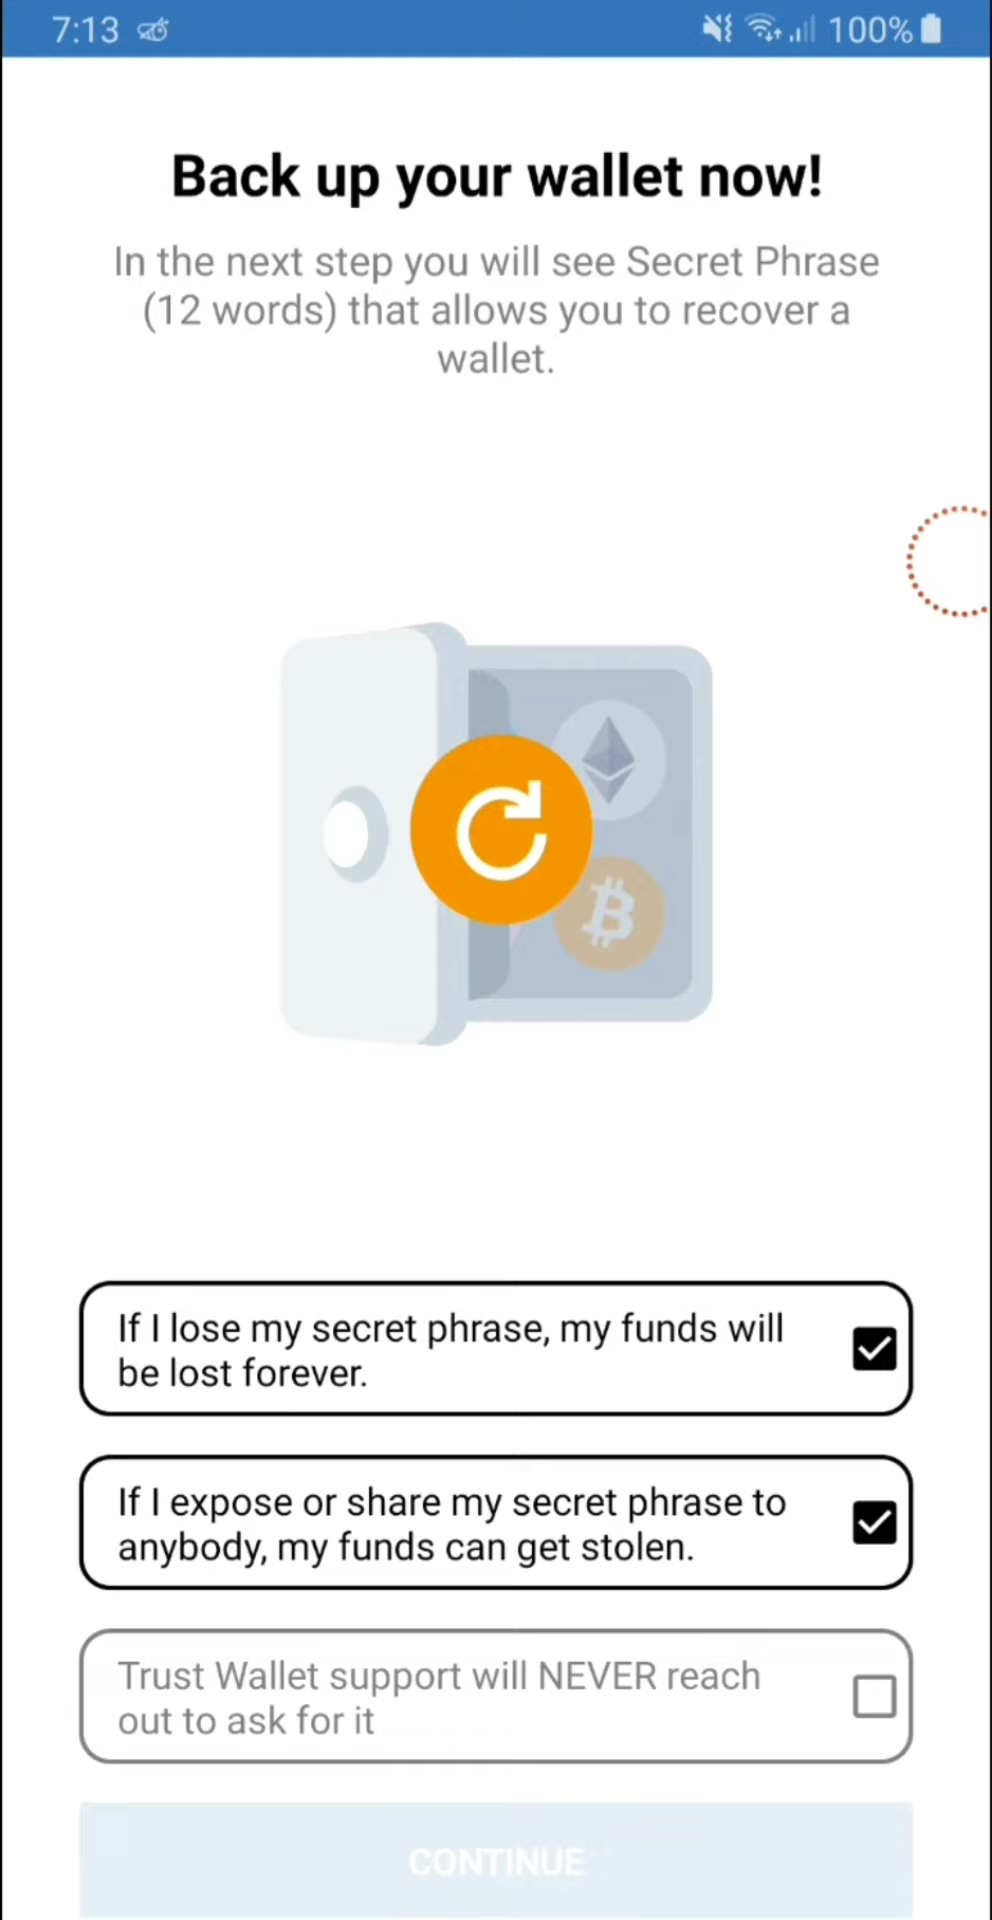 7:13 100%
Back up your wallet now!
In the next step you will see Secret Phrase
(12 words) that allows you to recover a
wallet.
If I lose my secret phrase, my funds will
be lost forever.
If I expose or share my secret phrase to
anybody, my funds can get stolen.
Trust Wallet support will NEVER reach
out to ask for it
CONTINUE